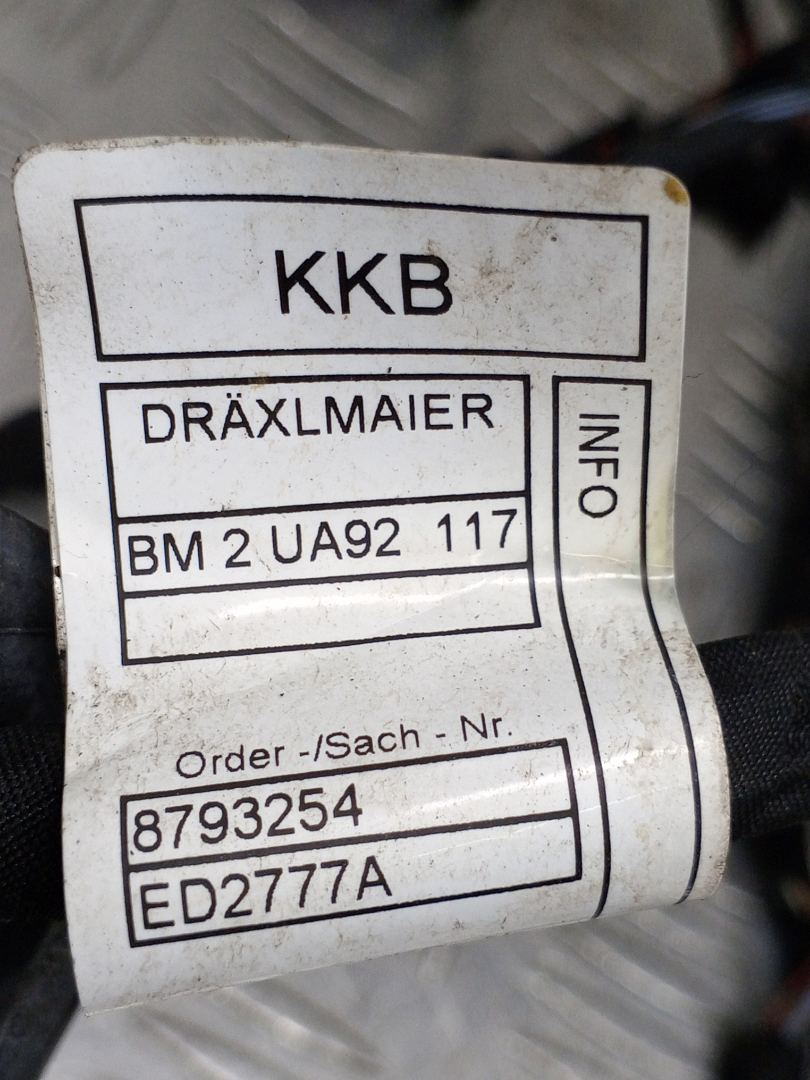 KKB
DRÄXLMAIER
INFO
BM 2 UA92 117
Order -/Sach - Nr.
8793254
ED2777A